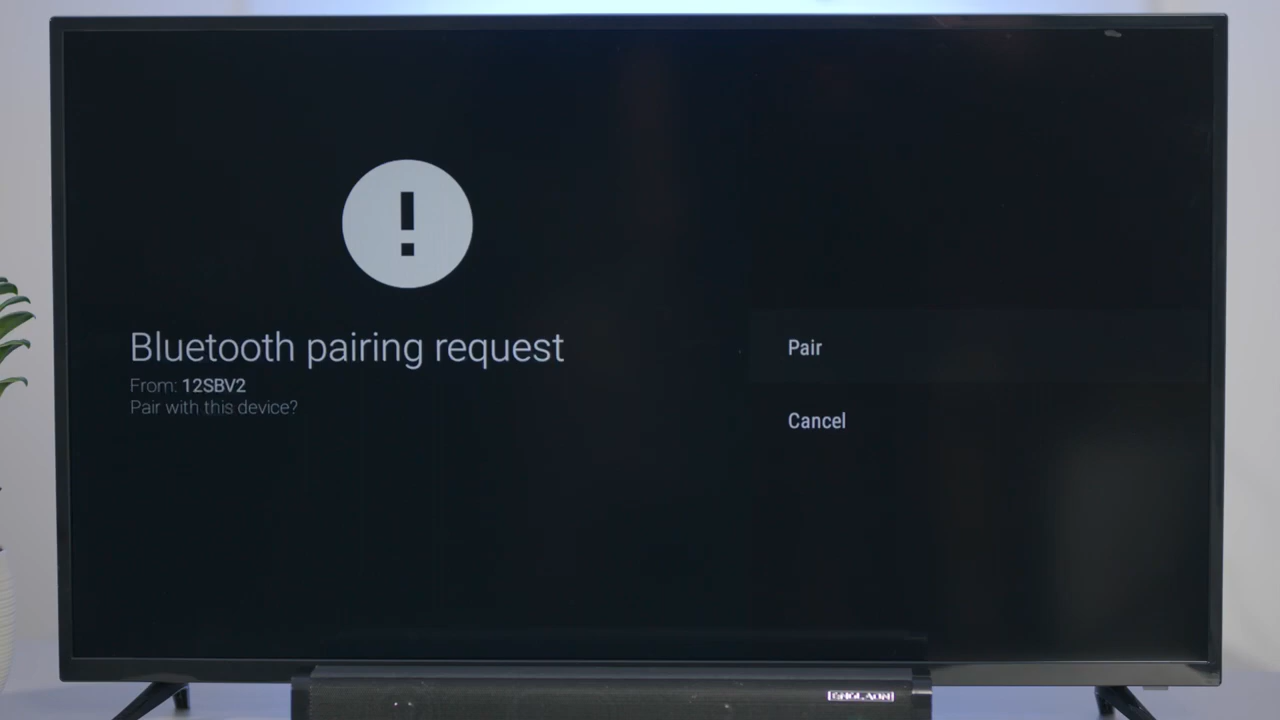 !
Bluetooth pairing request
From: 12SBV2
Pair with this device?
Pair
Cancel